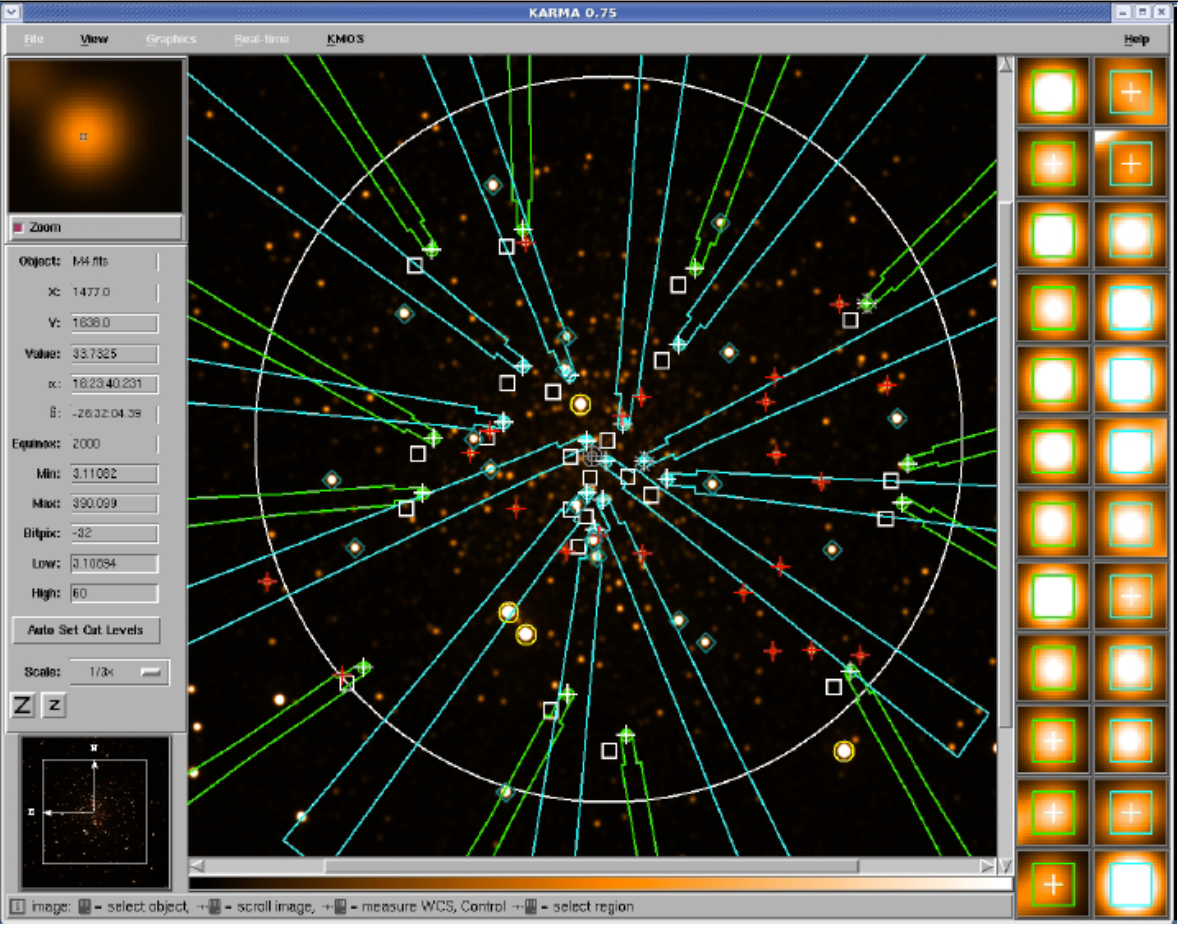 KARMA 0.75
File View Graphics Real-time KMOS Help
Zoom
Object: M4.fits
X: 1477.0
Y: 1638.0
Value: 33.7325
α: 16:23:40.231
δ: -26:32:04.39
Equinox: 2000
Min: 3.11062
Max: 390.099
Bitpix: -32
Low: 3.10694
High: 60
Auto Set Cut Levels
Scale: 1/3x
Z z
N
E
image: = select object, = scroll image, = measure WCS, Control = select region